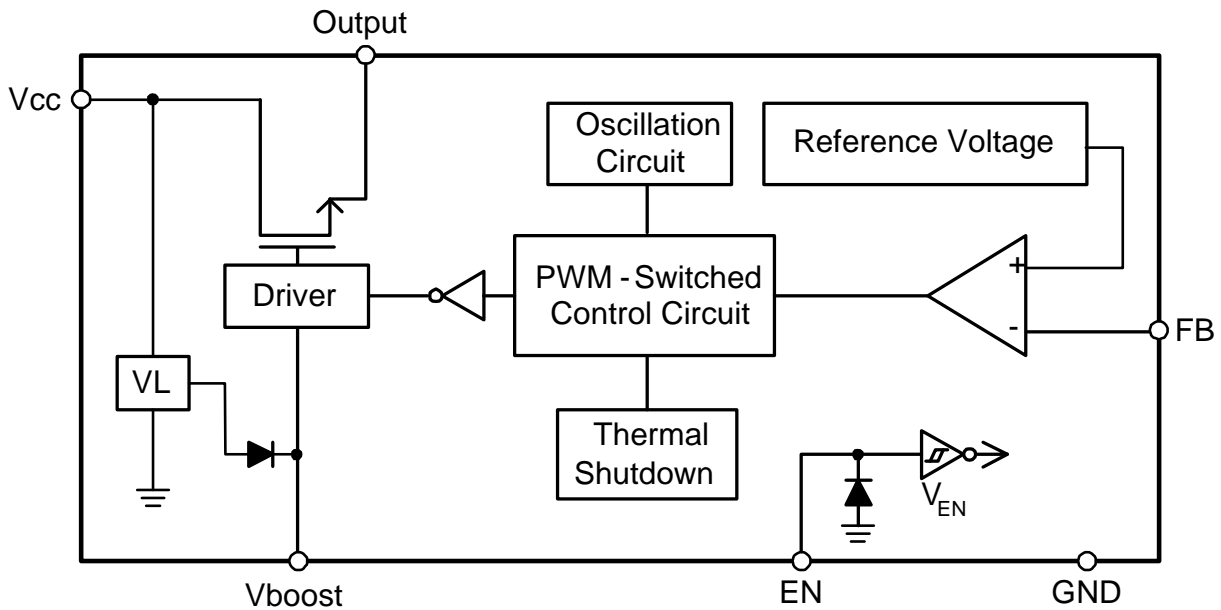 Output
Vcc
Oscillation
Circuit
Reference Voltage
+
-
PWM - Switched
Control Circuit
Driver
FB
VL
Thermal
Shutdown
VEN
Vboost
EN
GND